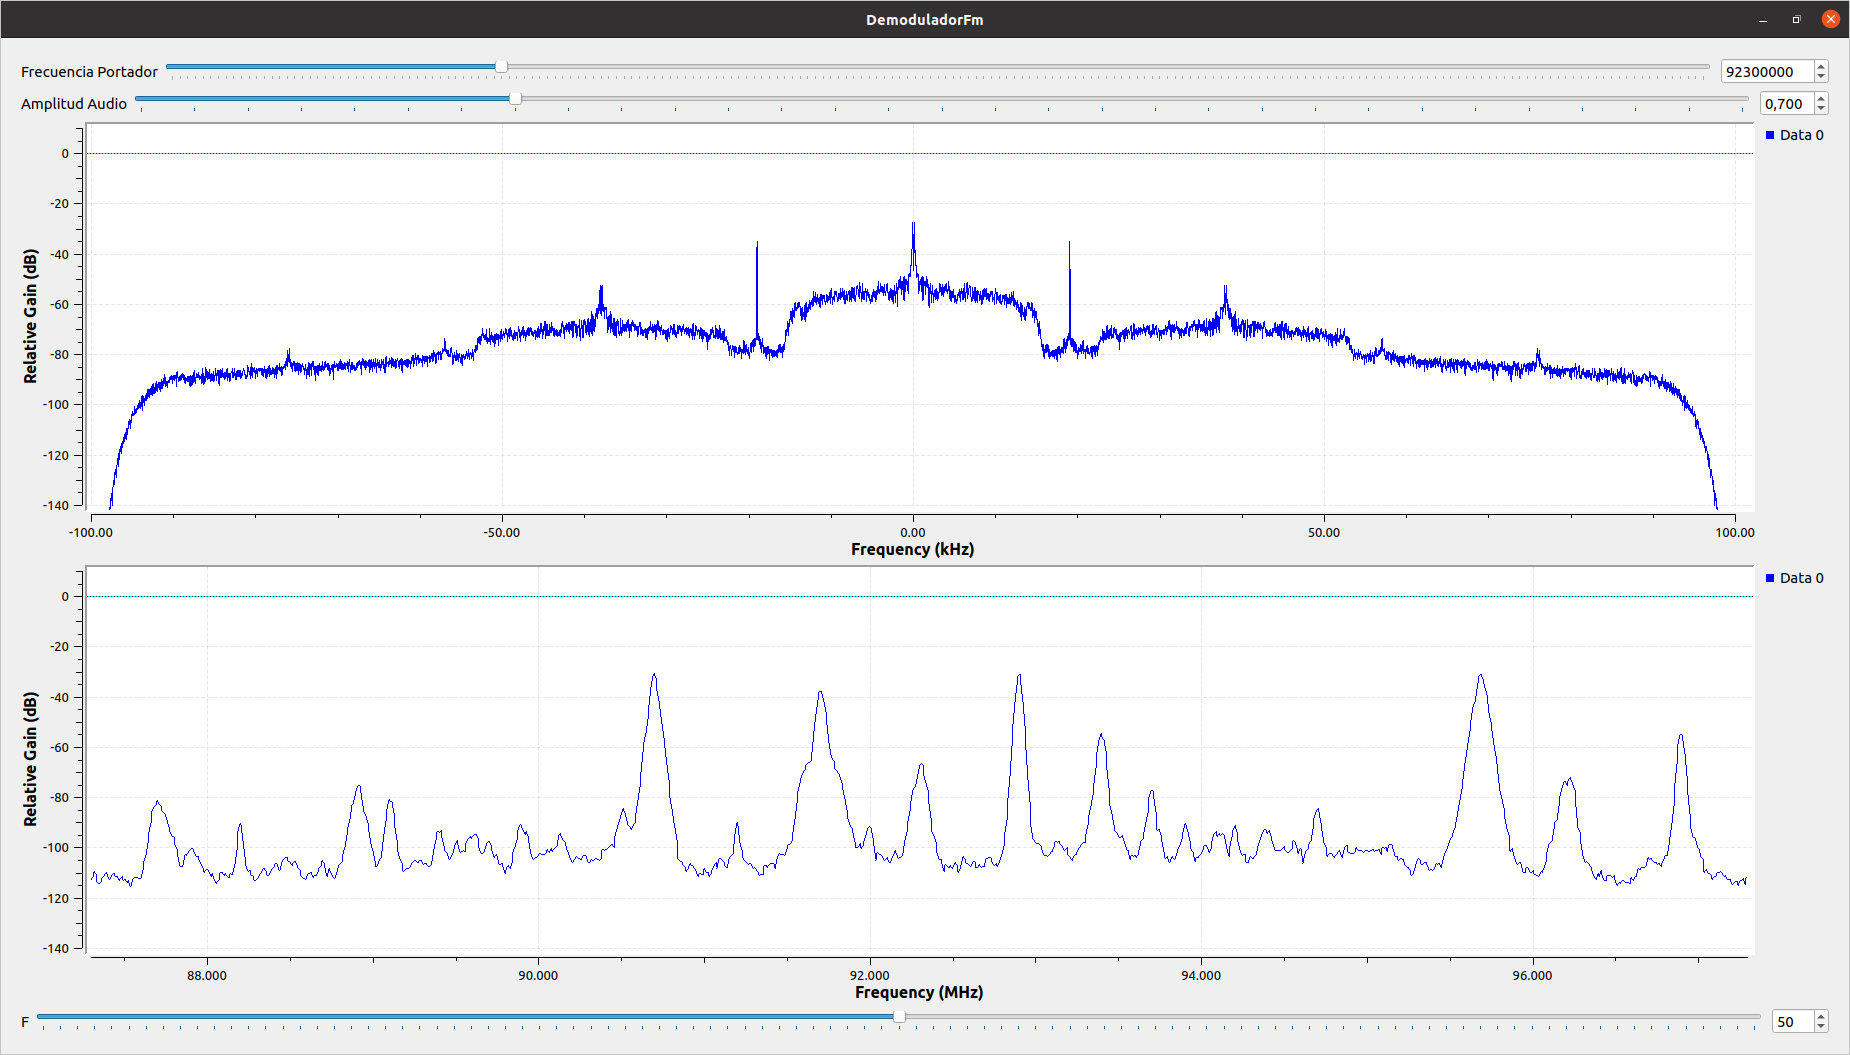 DemoduladorFm
Frecuencia Portador 92300000
Amplitud Audio 0,700
Data 0
Relative Gain (dB)
0
-20
-40
-60
-80
-100
-120
-140
-100.00 -50.00 0.00 50.00 100.00
Frequency (kHz)
Data 0
Relative Gain (dB)
0
-20
-40
-60
-80
-100
-120
-140
88.000 90.000 92.000 94.000 96.000
Frequency (MHz)
F 50